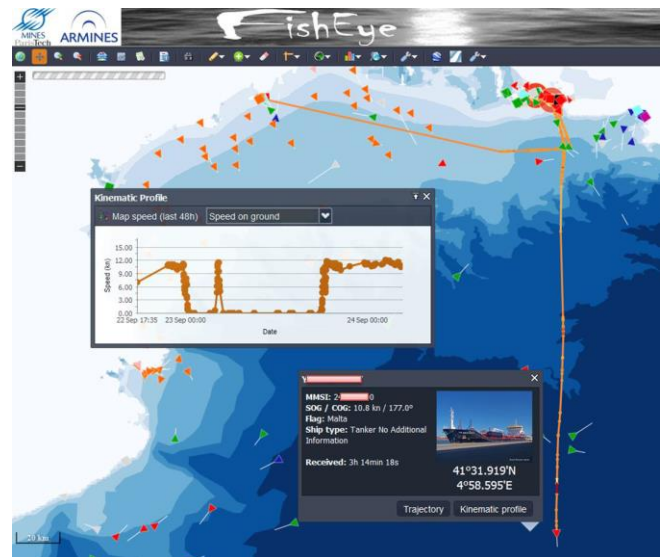 MINES
ParisTech
ARMINES
FishEye
Kinematic Profile
Map speed (last 48h)
Speed on ground
15.00
12.00
9.00
6.00
3.00
0.00
Speed (kn)
22 Sep 17:35
23 Sep 00:00
24 Sep 00:00
Date
Y
MMSI: 2 0
SOG / COG: 10.8 kn / 177.0°
Flag: Malta
Ship type: Tanker No Additional
Information
Received: 3h 14min 18s
41°31.919'N
4°58.595'E
Trajectory
Kinematic profile
20 km